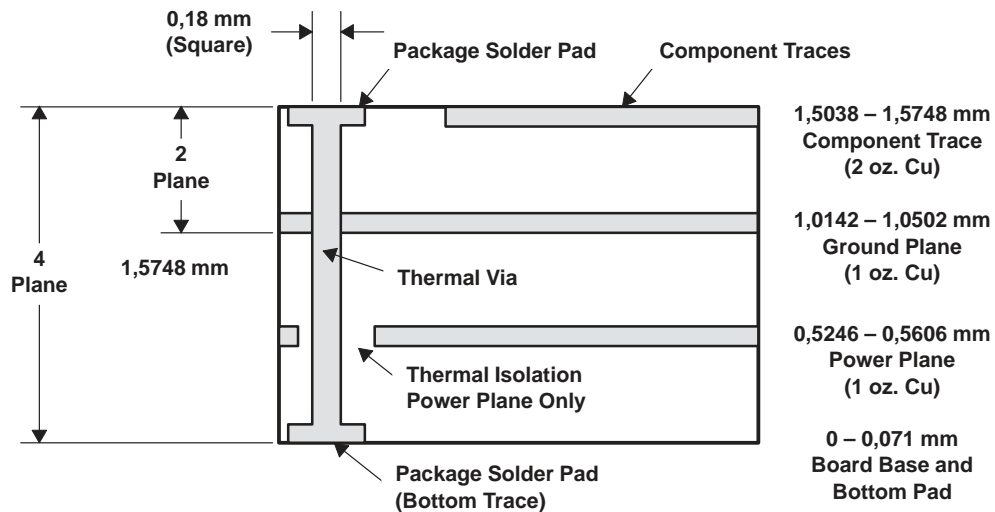 0,18 mm
(Square)
Package Solder Pad
Component Traces
2
Plane
4
Plane
1,5748 mm
Thermal Via
Thermal Isolation
Power Plane Only
Package Solder Pad
(Bottom Trace)
1,5038 – 1,5748 mm
Component Trace
(2 oz. Cu)
1,0142 – 1,0502 mm
Ground Plane
(1 oz. Cu)
0,5246 – 0,5606 mm
Power Plane
(1 oz. Cu)
0 – 0,071 mm
Board Base and
Bottom Pad